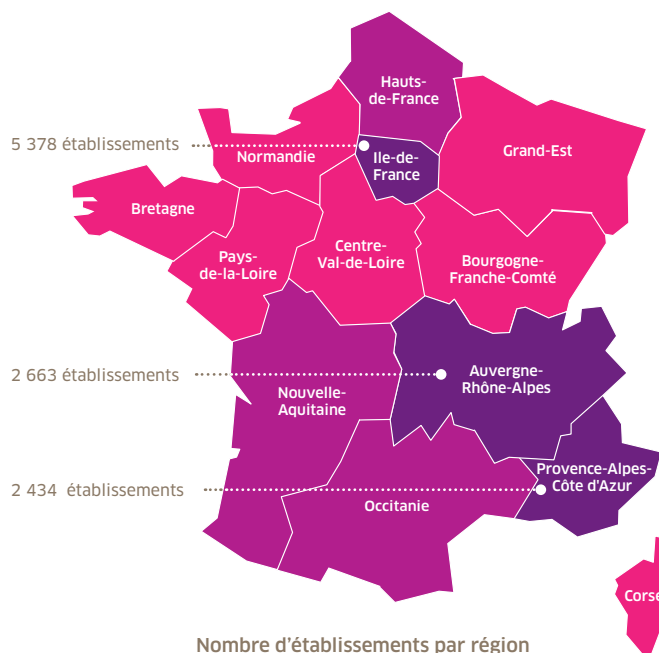 Hauts-
de-France
5 378 établissements
Normandie
Ile-de-
France
Grand-Est
Bretagne
Pays-
de-la-Loire
Centre-
Val-de-Loire
Bourgogne-
Franche-Comté
2 663 établissements
Auvergne-
Rhône-Alpes
Nouvelle-
Aquitaine
2 434 établissements
Provence-Alpes-
Côte d'Azur
Occitanie
Corse
Nombre d'établissements par région